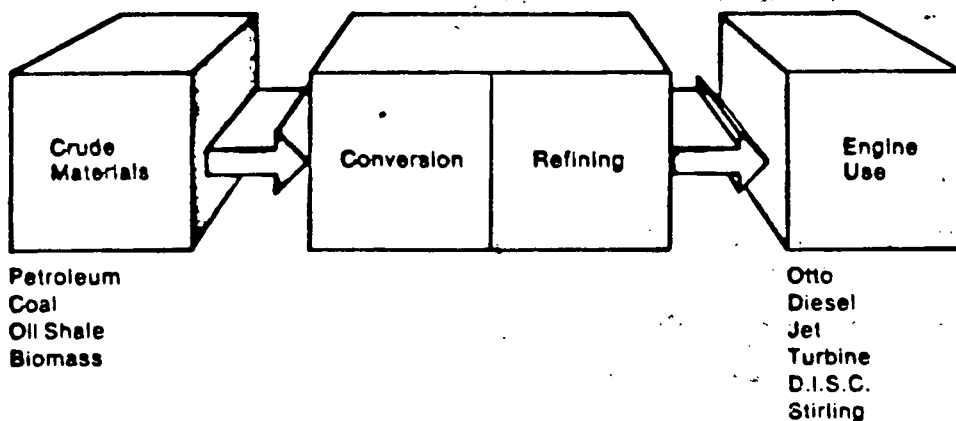 Crude
Materials
Conversion
Refining
Engine
Use
Petroleum
Coal
Oil Shale
Biomass
Otto
Diesel
Jet
Turbine
D.I.S.C.
Stirling